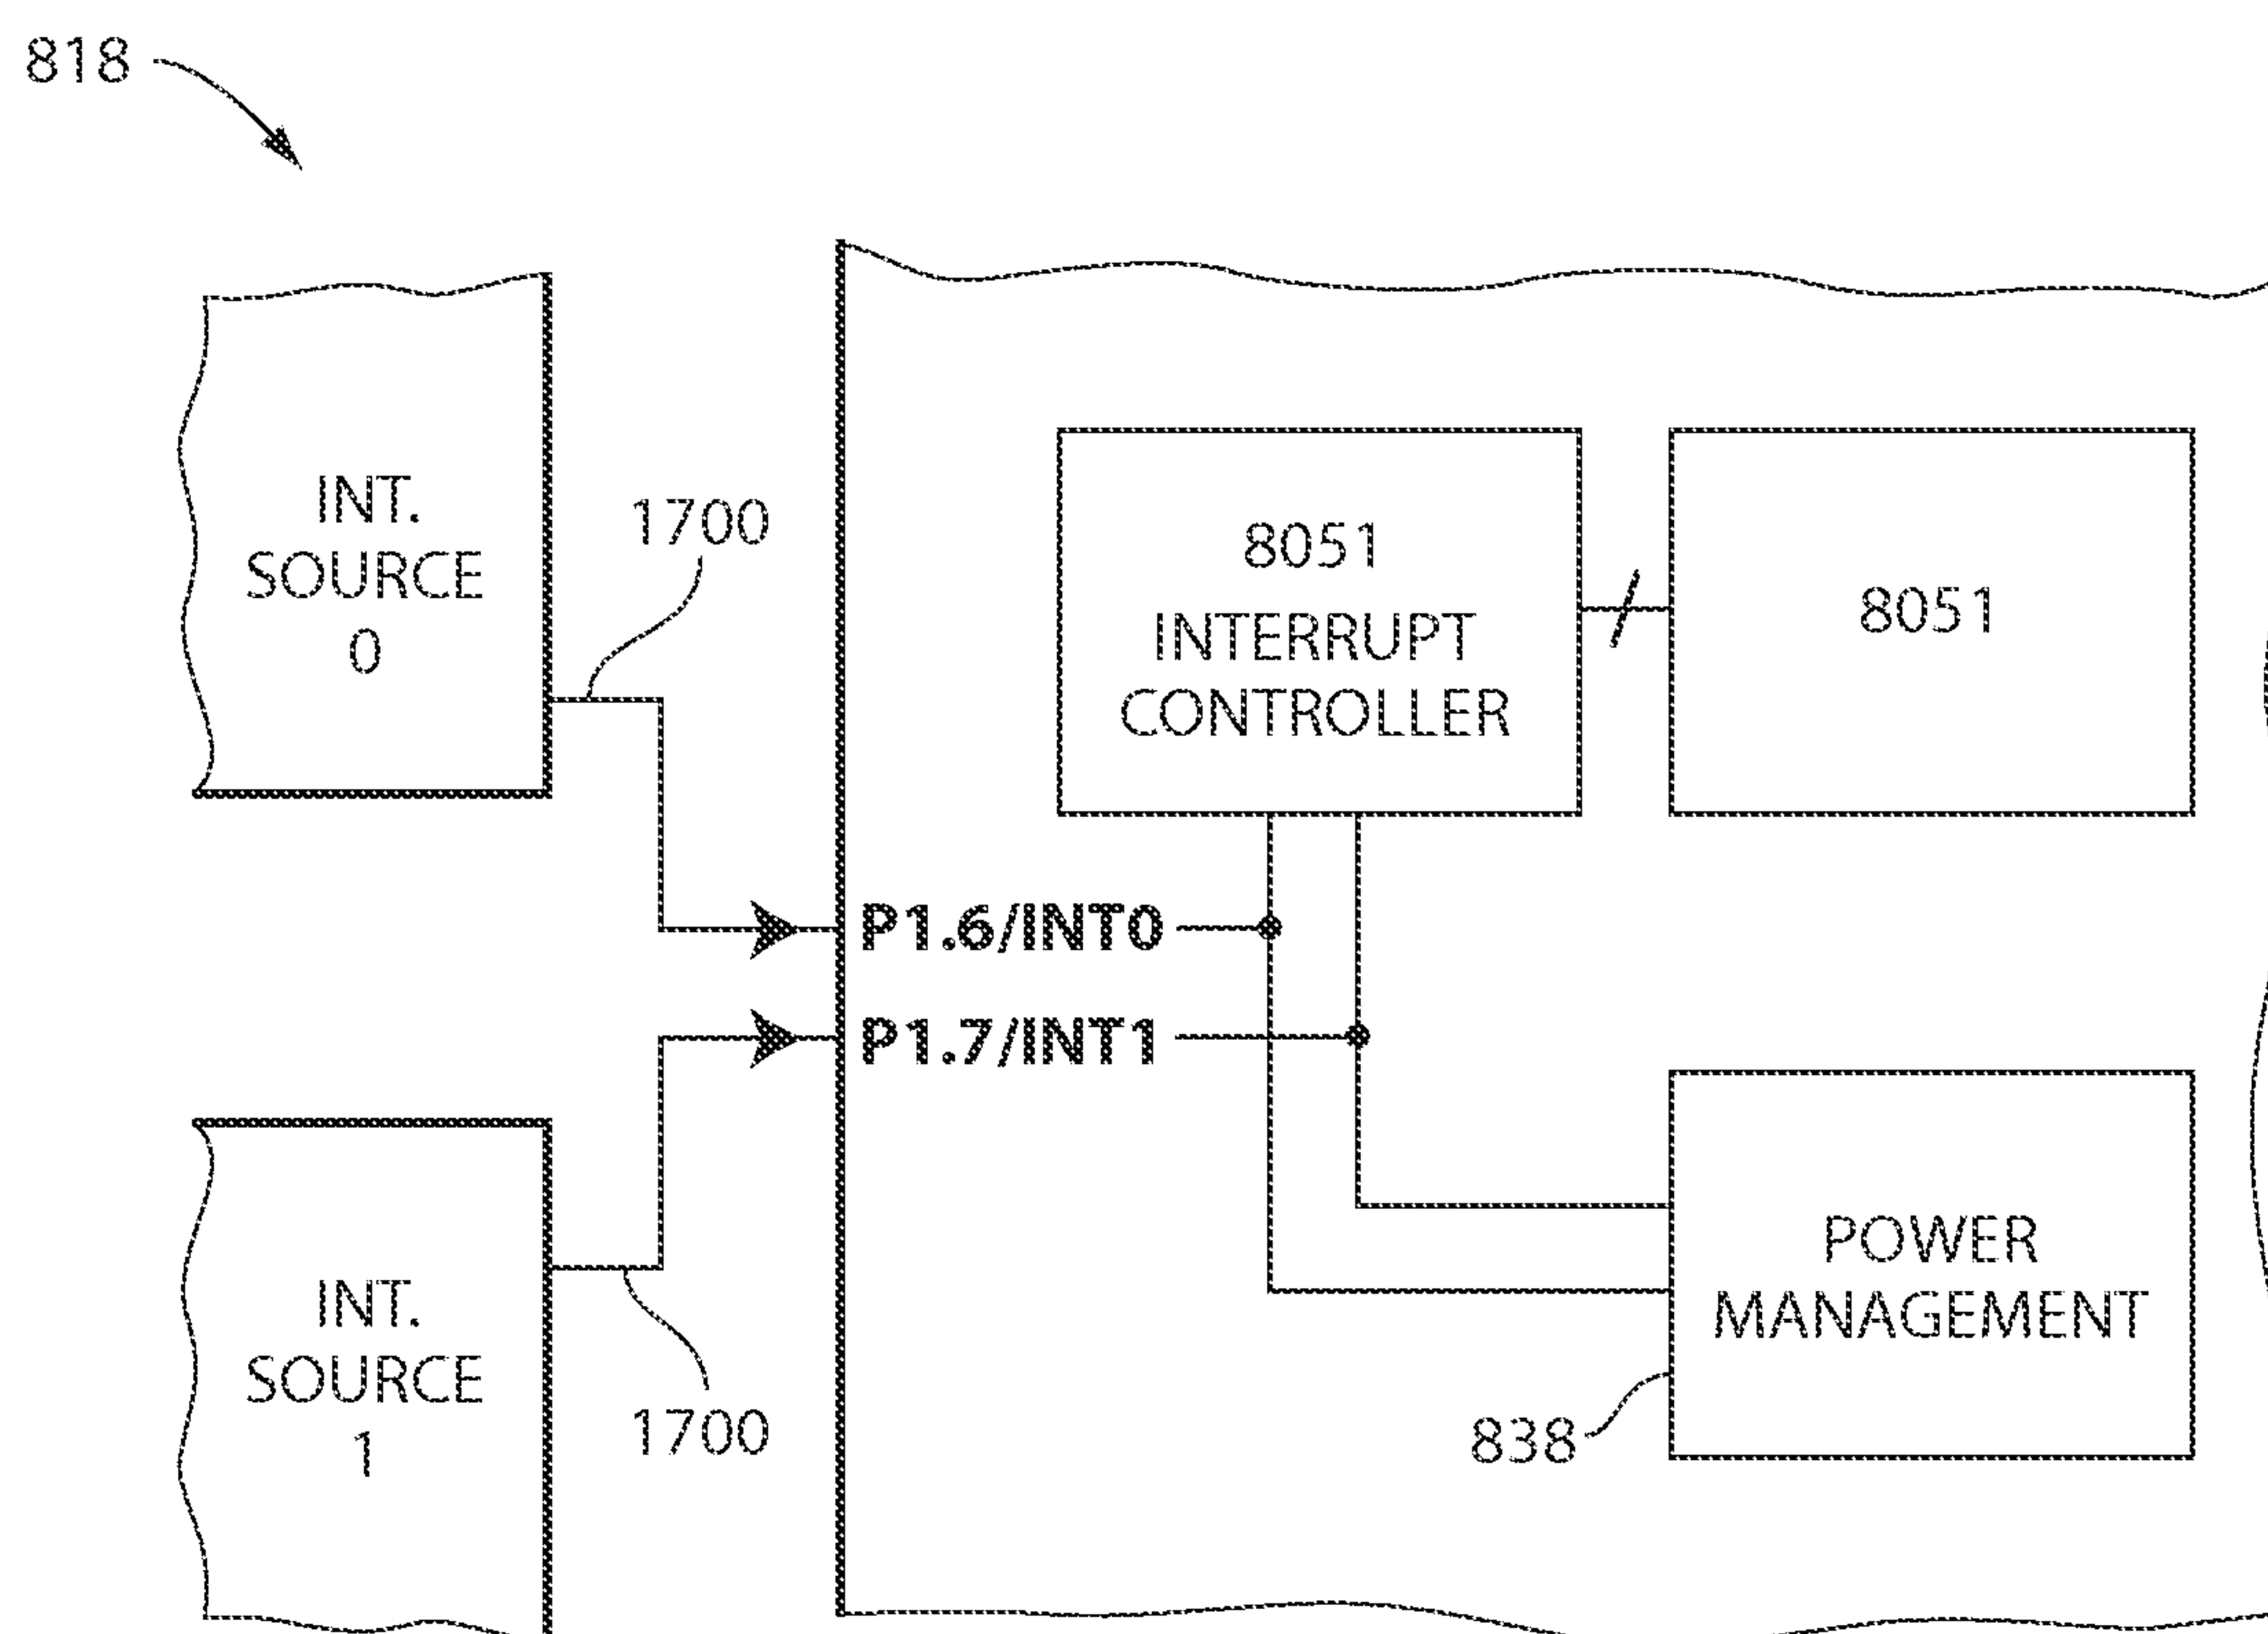 818
INT.
SOURCE
0
1700
8051
INTERRUPT
CONTROLLER
8051
P1.6/INT0
P1.7/INT1
INT.
SOURCE
1
1700
POWER
MANAGEMENT
838